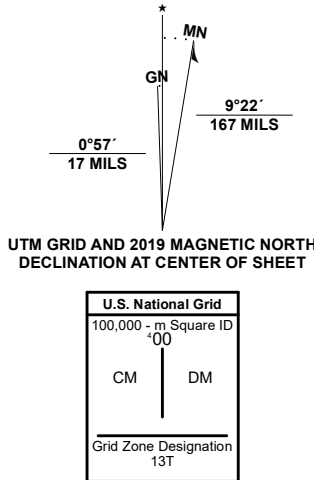 ★
MN
GN
0°57´
17 MILS
9°22´
167 MILS
UTM GRID AND 2019 MAGNETIC NORTH
DECLINATION AT CENTER OF SHEET
U.S. National Grid
100,000 - m Square ID
⁴00
CM DM
Grid Zone Designation
13T